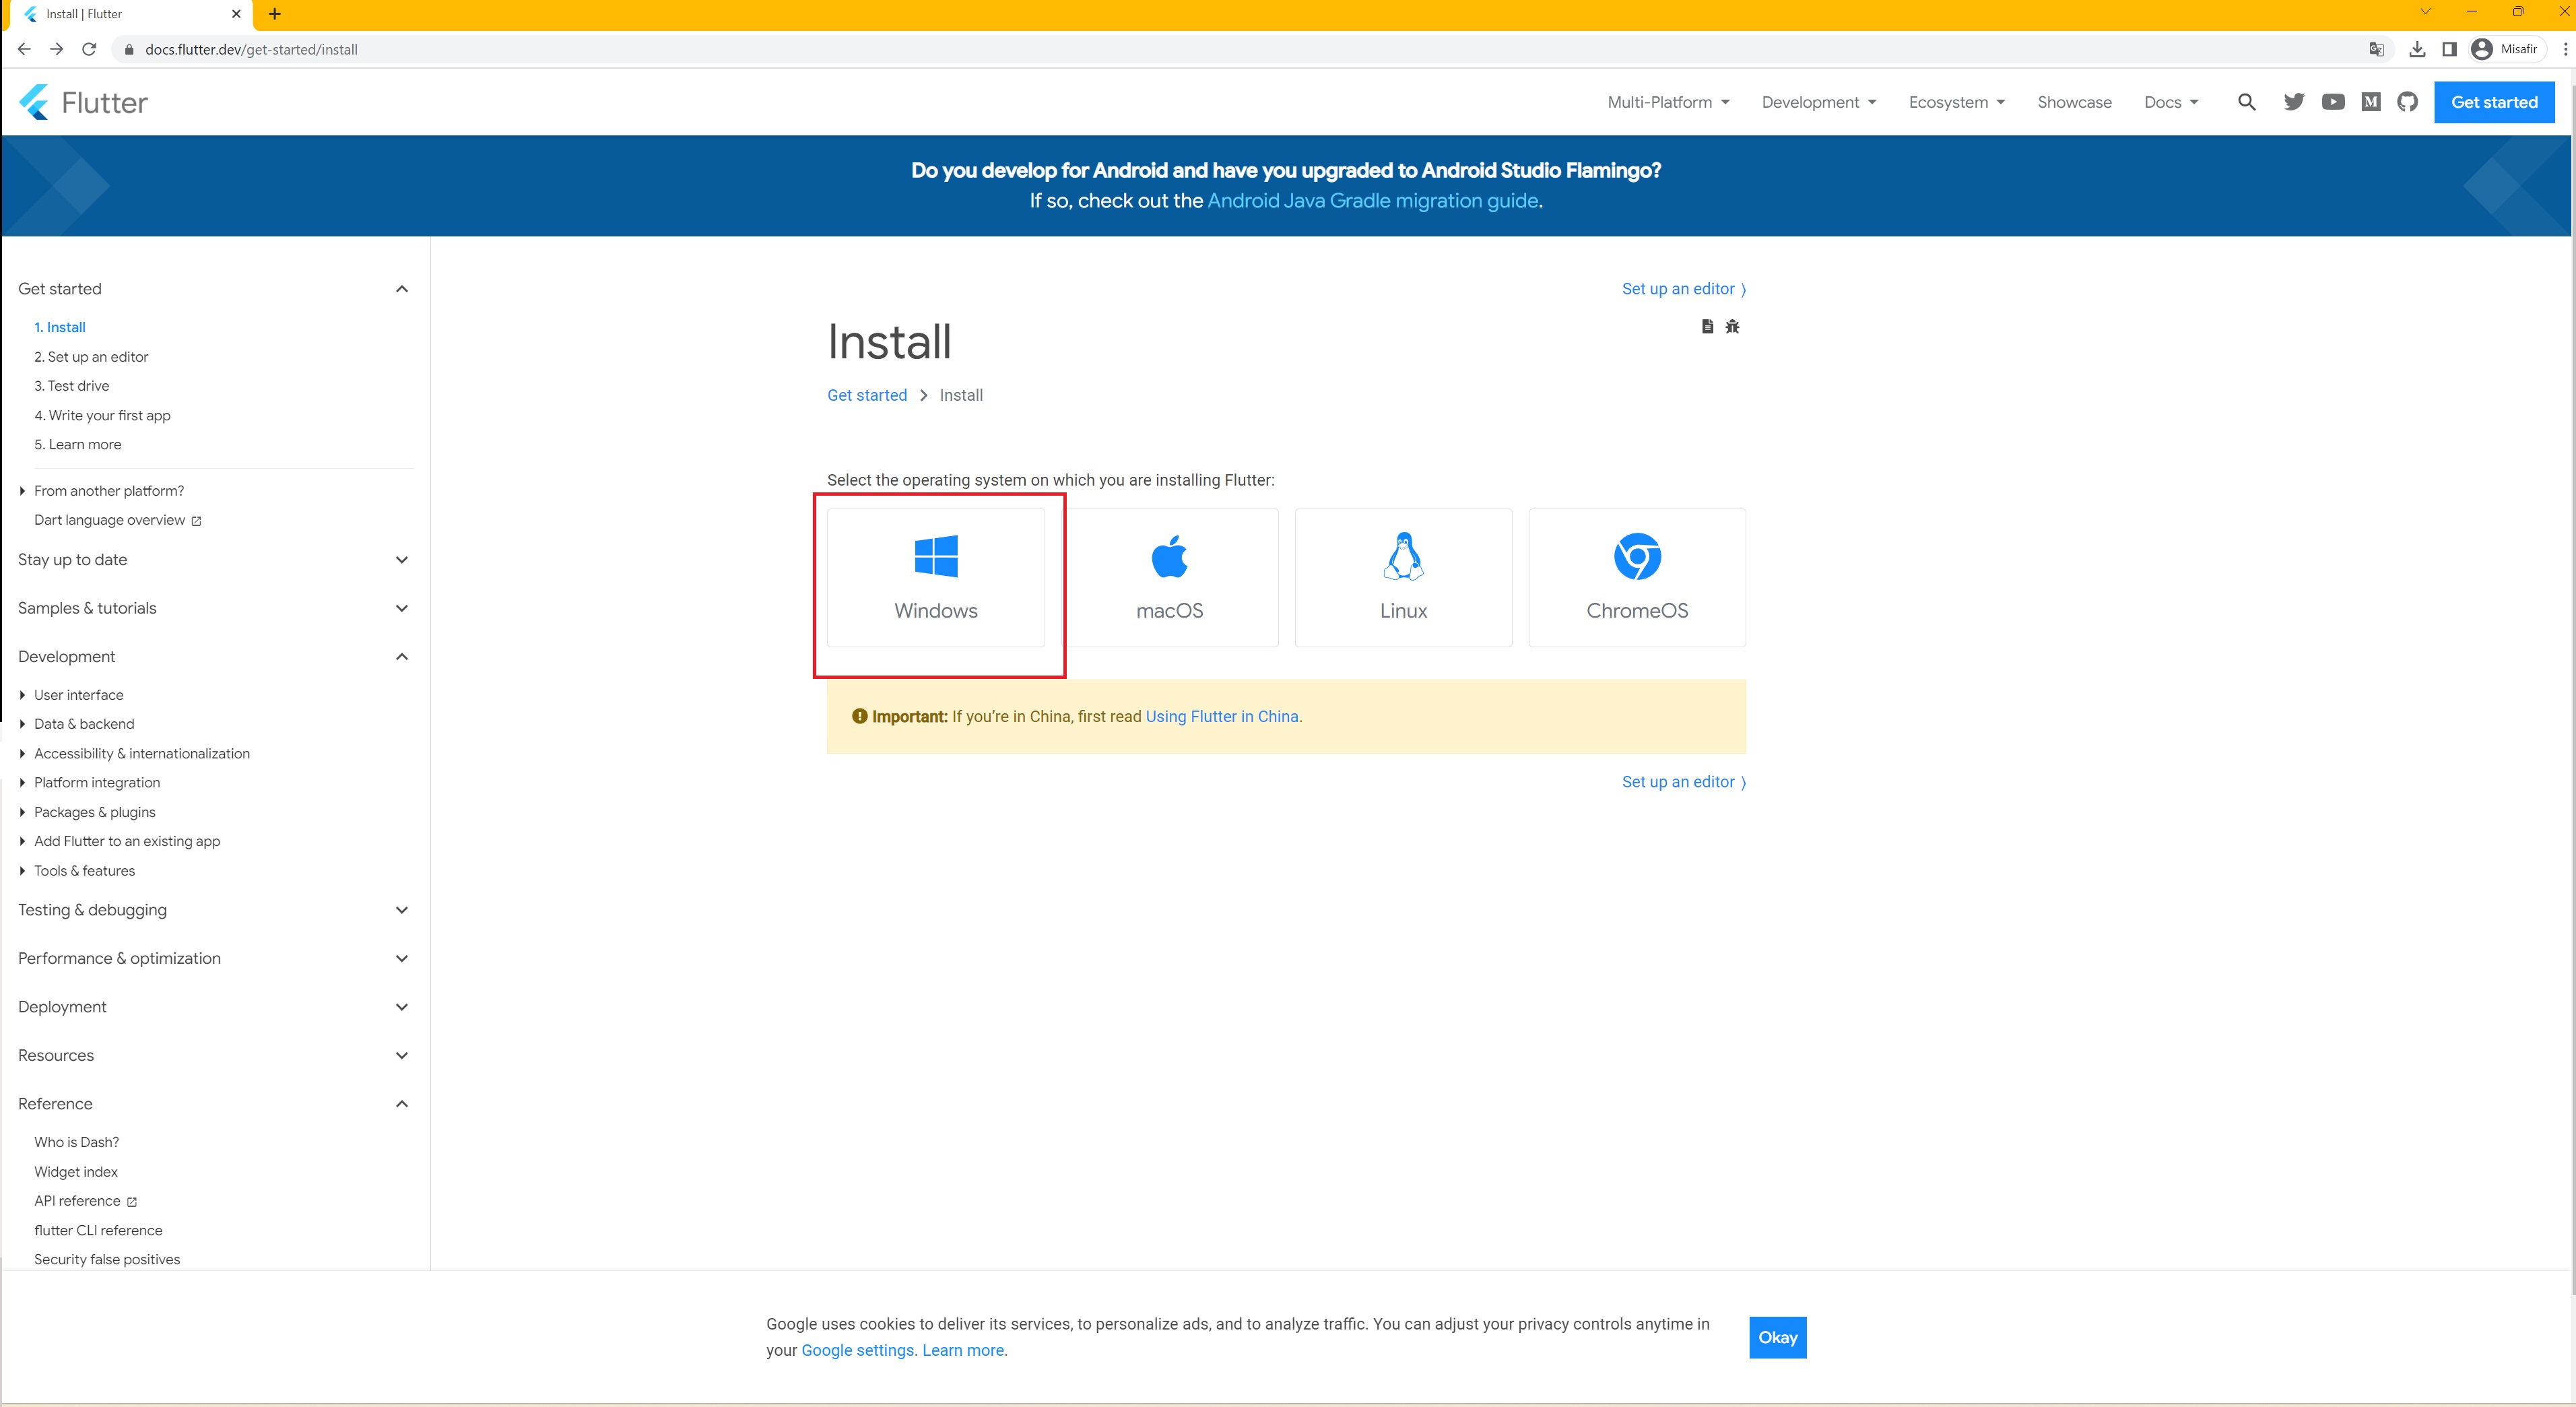 Install | Flutter
docs.flutter.dev/get-started/install
Misafir
Flutter
Multi-Platform
Development
Ecosystem
Showcase
Docs
Get started
Do you develop for Android and have you upgraded to Android Studio Flamingo?
If so, check out the Android Java Gradle migration guide.
Get started
1. Install
2. Set up an editor
3. Test drive
4. Write your first app
5. Learn more
From another platform?
Dart language overview
Stay up to date
Samples & tutorials
Development
User interface
Data & backend
Accessibility & internationalization
Platform integration
Packages & plugins
Add Flutter to an existing app
Tools & features
Testing & debugging
Performance & optimization
Deployment
Resources
Reference
Who is Dash?
Widget index
API reference
flutter CLI reference
Security false positives
Set up an editor
Install
Get started > Install
Select the operating system on which you are installing Flutter:
Windows
macOS
Linux
ChromeOS
Important: If you’re in China, first read Using Flutter in China.
Set up an editor
Google uses cookies to deliver its services, to personalize ads, and to analyze traffic. You can adjust your privacy controls anytime in
your Google settings. Learn more.
Okay